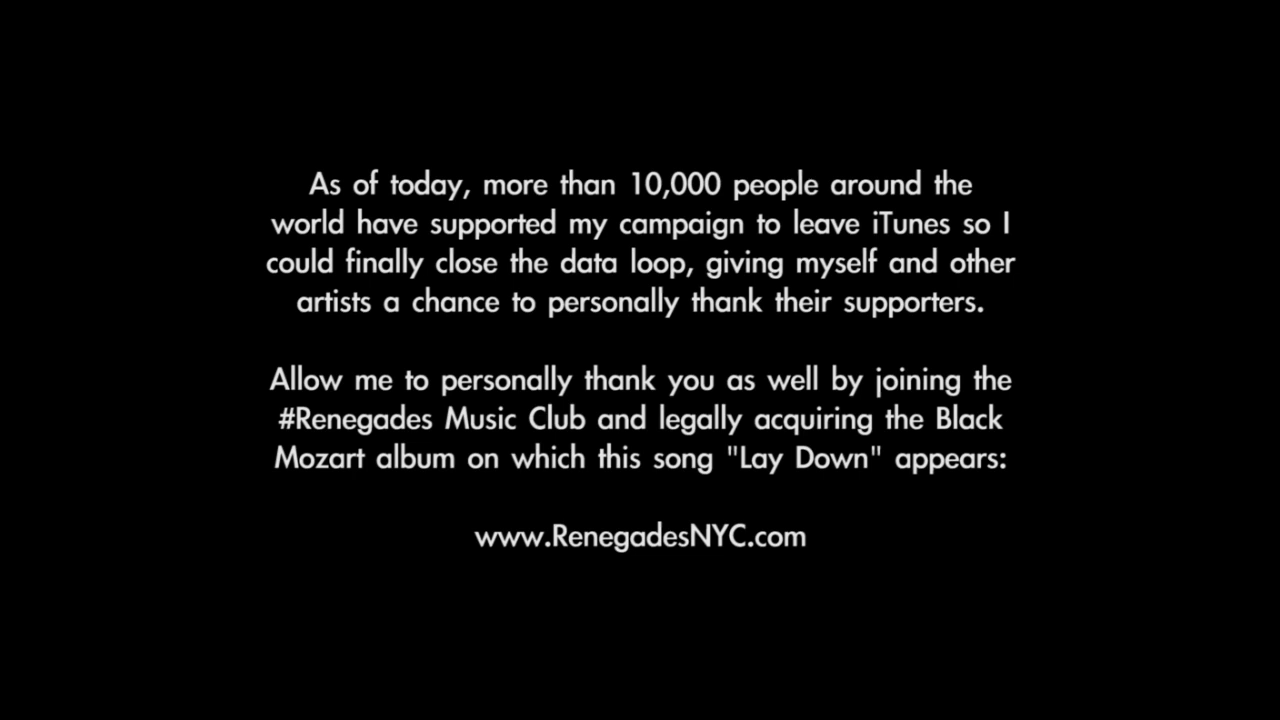 As of today, more than 10,000 people around the
world have supported my campaign to leave iTunes so I
could finally close the data loop, giving myself and other
artists a chance to personally thank their supporters.
Allow me to personally thank you as well by joining the
#Renegades Music Club and legally acquiring the Black
Mozart album on which this song "Lay Down" appears:
www.RenegadesNYC.com